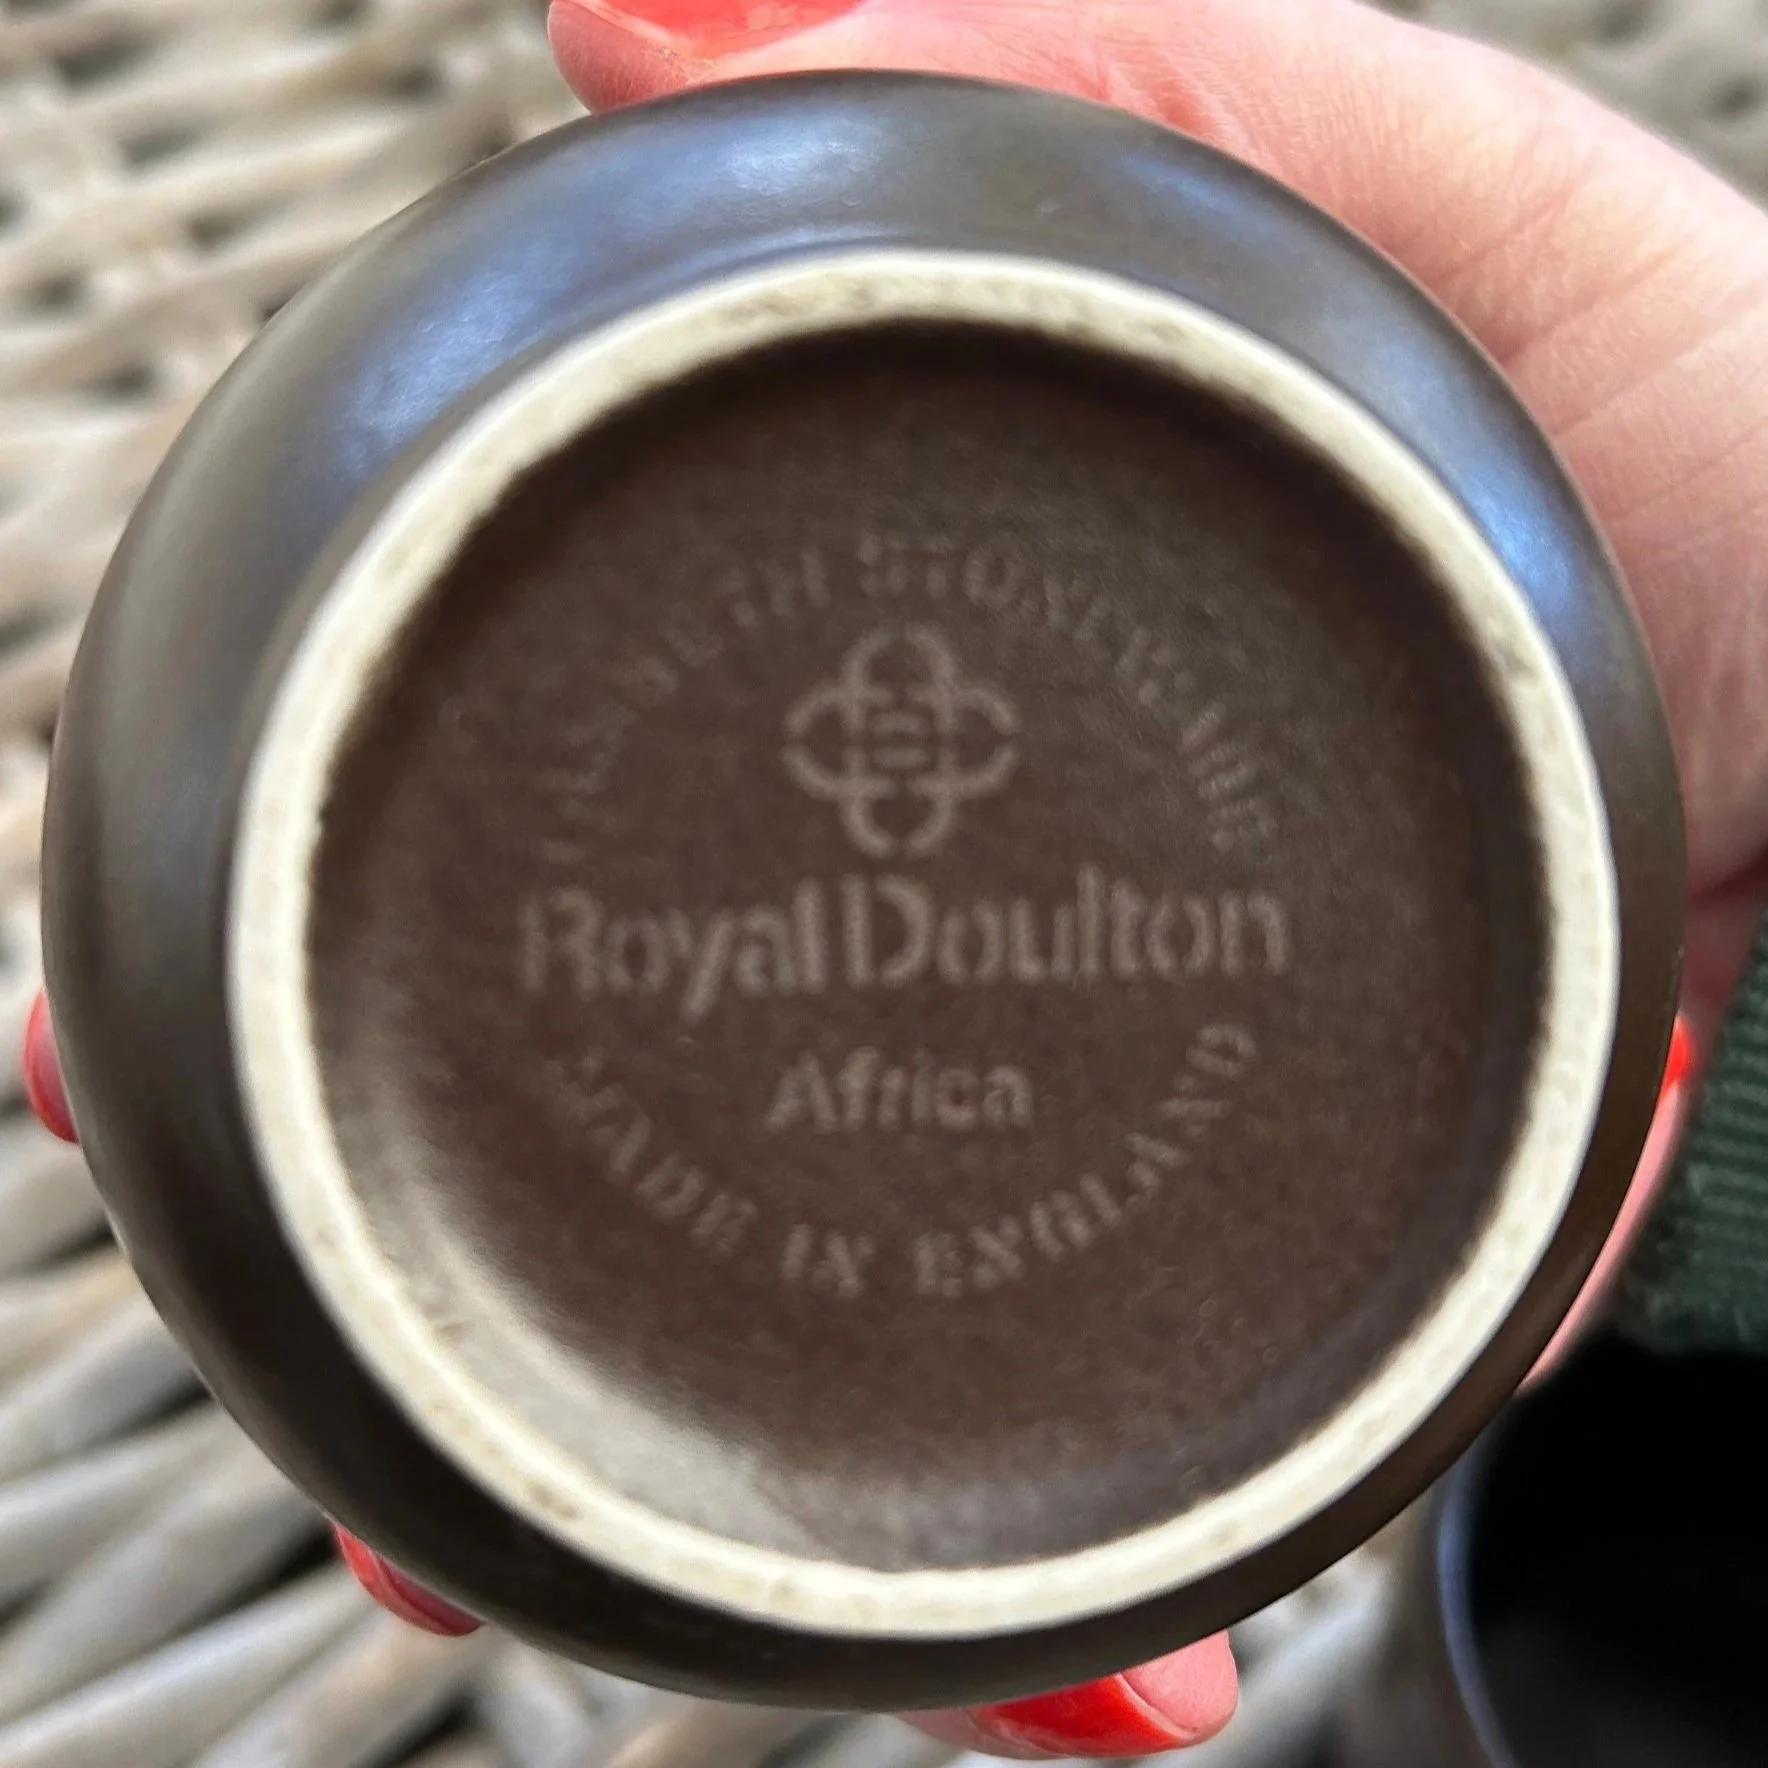 LAMBETH STONEWARE
Royal Doulton
Africa
MADE IN ENGLAND